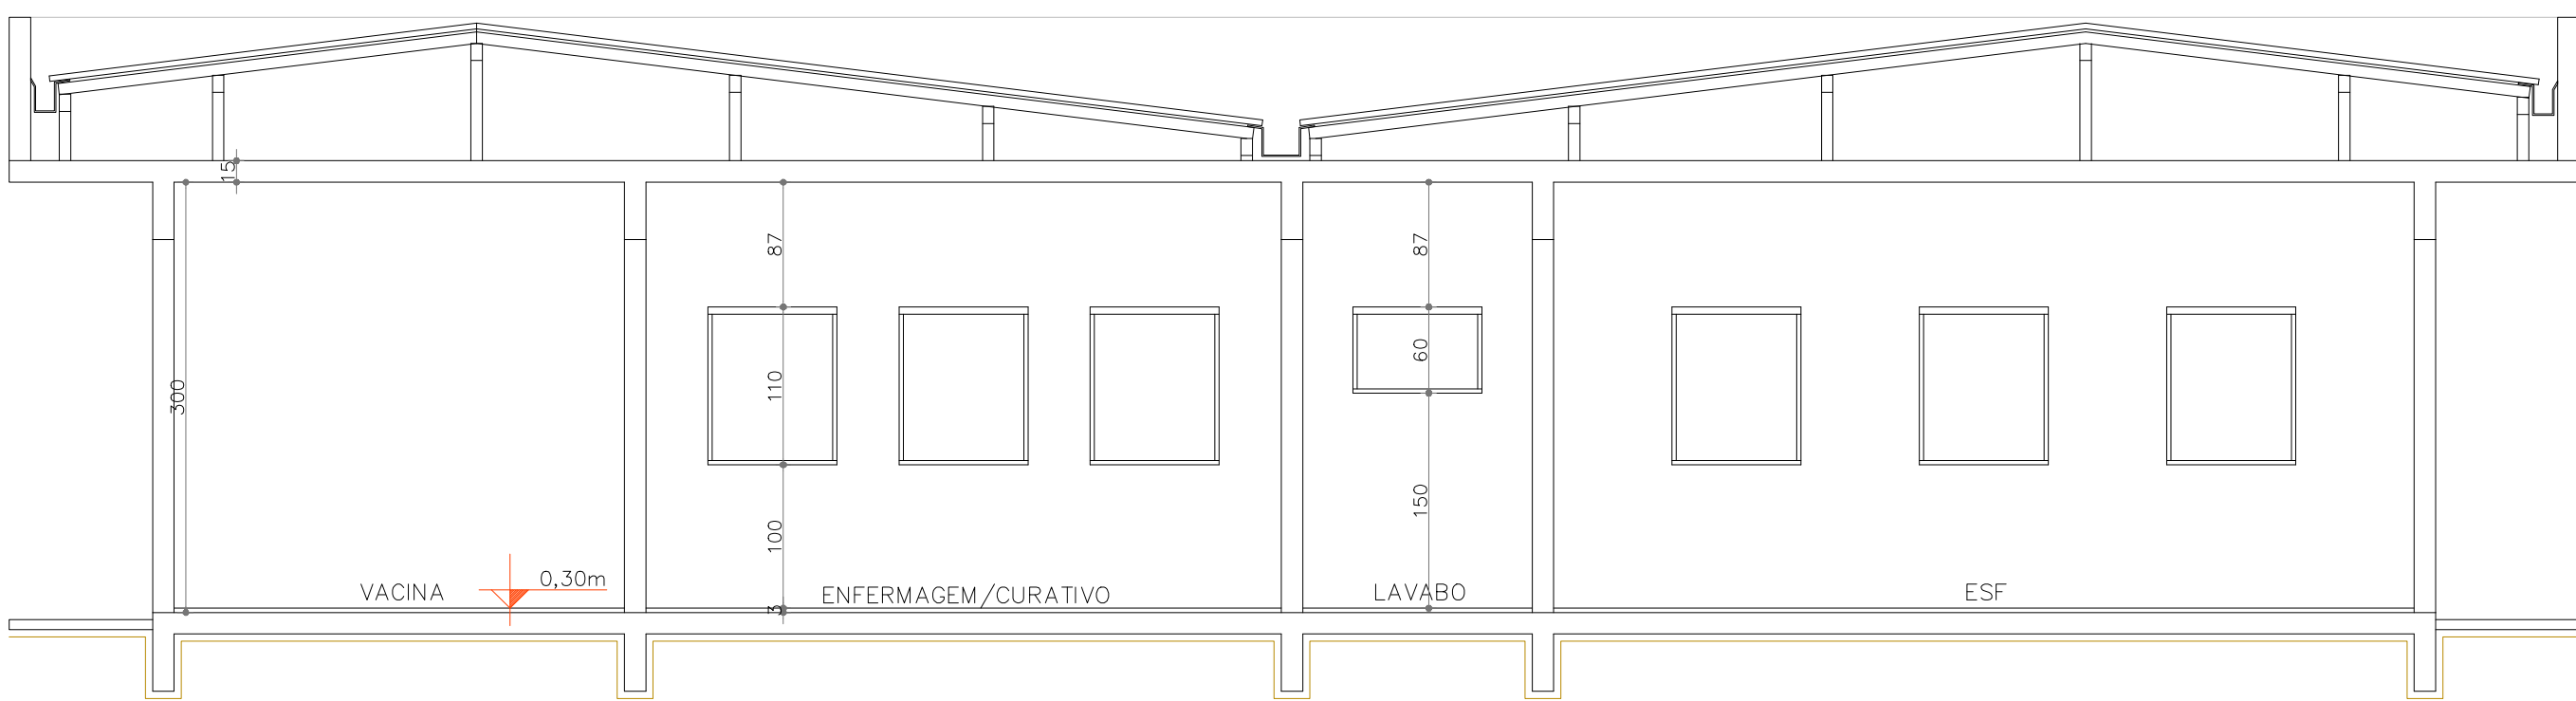 15
87
87
60
300
110
150
100
0,30m
VACINA
ENFERMAGEM/CURATIVO
LAVABO
ESF
3